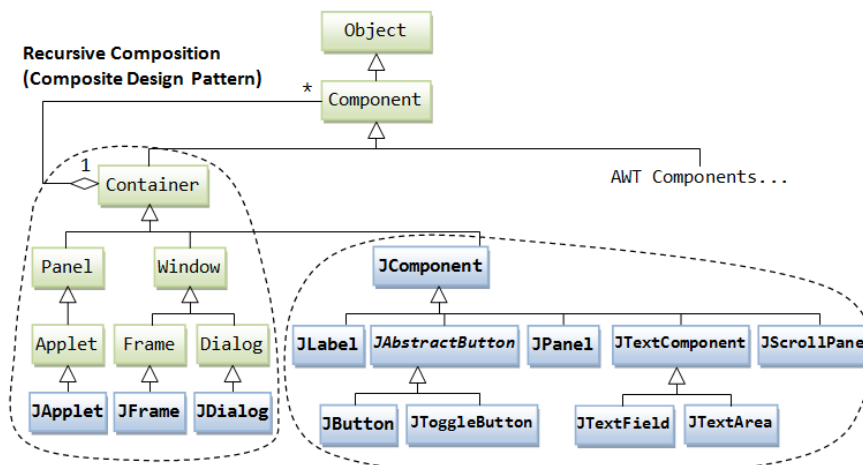 Object
Recursive Composition
(Composite Design Pattern)
*
Component
1
Container
AWT Components...
Panel
Window
JComponent
Applet
Frame
Dialog
JLabel
JAbstractButton
JPanel
JTextComponent
JScrollPane
JApplet
JFrame
JDialog
JButton
JToggleButton
JTextField
JTextArea